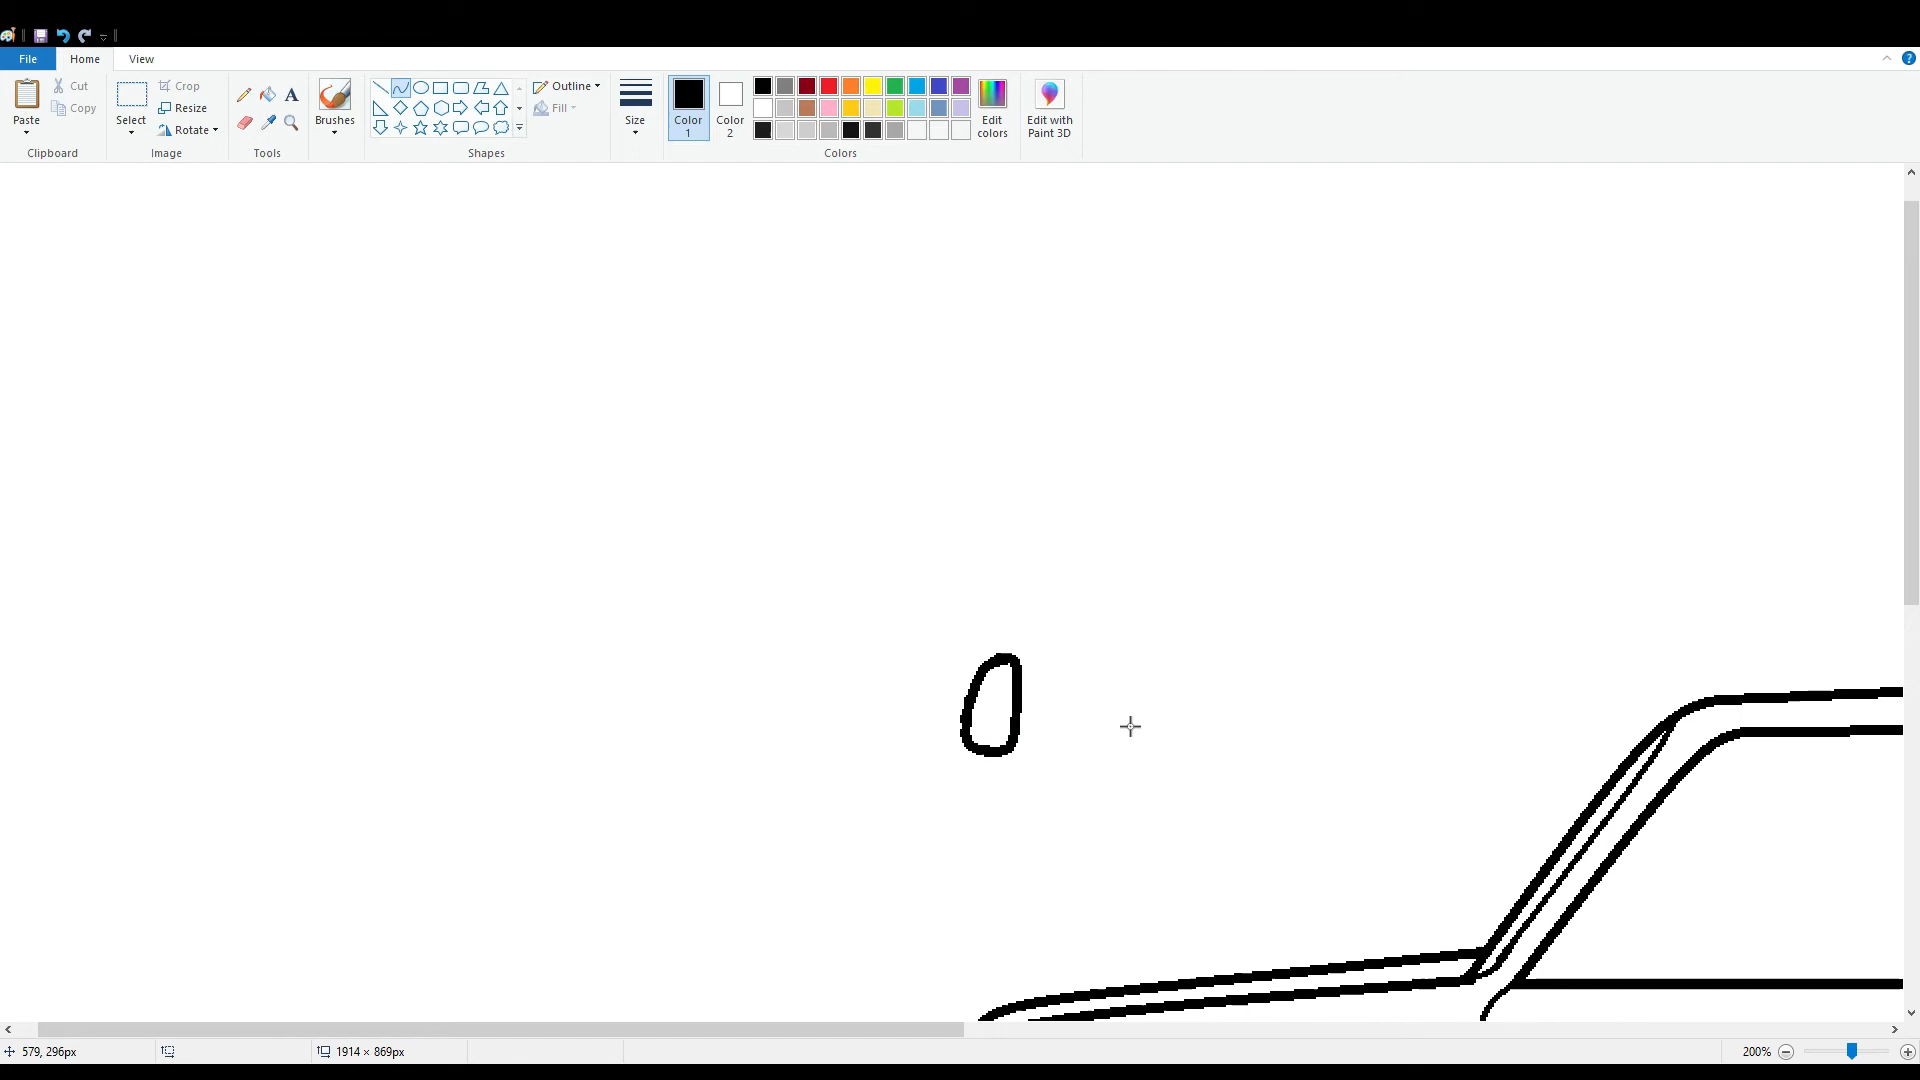 File Home View
Paste Cut Copy Select Crop Resize Rotate A Brushes Outline Fill Size Color 1 Color 2 Edit colors Edit with Paint 3D
Clipboard Image Tools Shapes Colors
579, 296px 1914 × 869px 200%